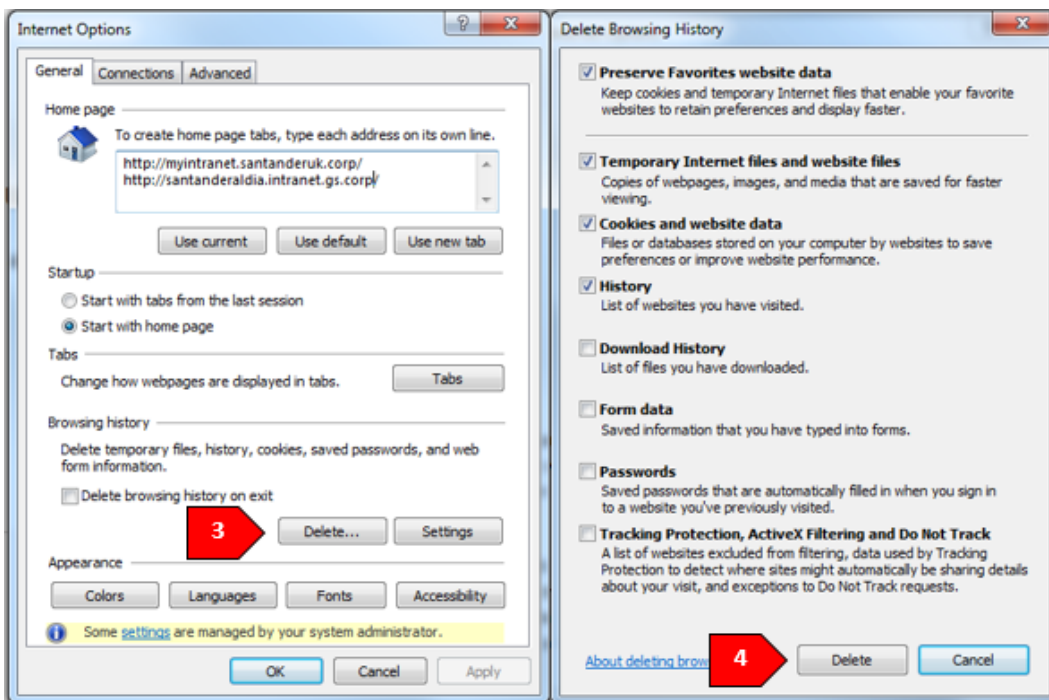 Internet Options
General Connections Advanced
Home page
To create home page tabs, type each address on its own line.
http://myintranet.santanderuk.corp/
http://santanderaldia.intranet.gs.corp/
Use current Use default Use new tab
Startup
Start with tabs from the last session
Start with home page
Tabs
Change how webpages are displayed in tabs. Tabs
Browsing history
Delete temporary files, history, cookies, saved passwords, and web
form information.
Delete browsing history on exit
3 Delete... Settings
Appearance
Colors Languages Fonts Accessibility
Some settings are managed by your system administrator.
OK Cancel Apply
Delete Browsing History
Preserve Favorites website data
Keep cookies and temporary Internet files that enable your favorite
websites to retain preferences and display faster.
Temporary Internet files and website files
Copies of webpages, images, and media that are saved for faster
viewing.
Cookies and website data
Files or databases stored on your computer by websites to save
preferences or improve website performance.
History
List of websites you have visited.
Download History
List of files you have downloaded.
Form data
Saved information that you have typed into forms.
Passwords
Saved passwords that are automatically filled in when you sign in
to a website you've previously visited.
Tracking Protection, ActiveX Filtering and Do Not Track
A list of websites excluded from filtering, data used by Tracking
Protection to detect where sites might automatically be sharing details
about your visit, and exceptions to Do Not Track requests.
About deleting brow 4 Delete Cancel